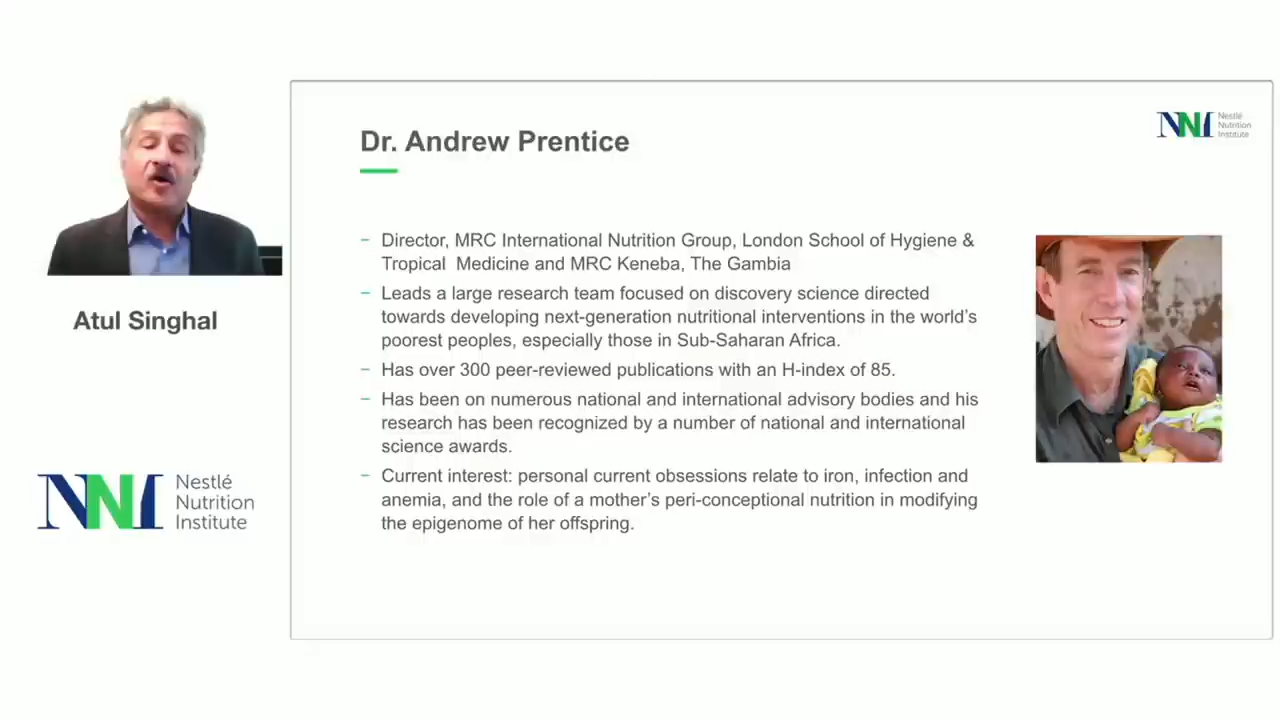 Dr. Andrew Prentice
NNI Nestlé
Nutrition
Institute
– Director, MRC International Nutrition Group, London School of Hygiene &
Tropical Medicine and MRC Keneba, The Gambia
– Leads a large research team focused on discovery science directed
towards developing next-generation nutritional interventions in the world's
poorest peoples, especially those in Sub-Saharan Africa.
– Has over 300 peer-reviewed publications with an H-index of 85.
– Has been on numerous national and international advisory bodies and his
research has been recognized by a number of national and international
science awards.
– Current interest: personal current obsessions relate to iron, infection and
anemia, and the role of a mother's peri-conceptional nutrition in modifying
the epigenome of her offspring.
Atul Singhal
NNI Nestlé
Nutrition
Institute